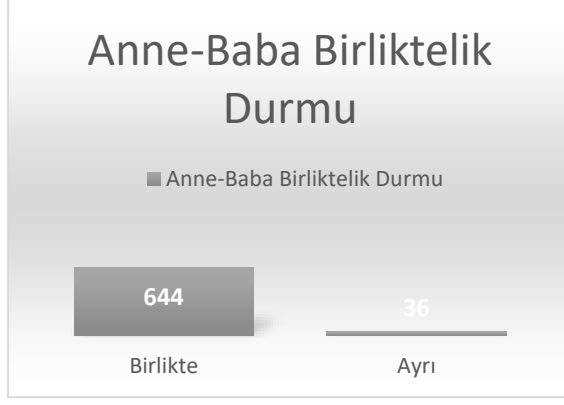 Anne-Baba Birliktelik
Durmu
Anne-Baba Birliktelik Durmu
644
36
Birlikte
Ayrı